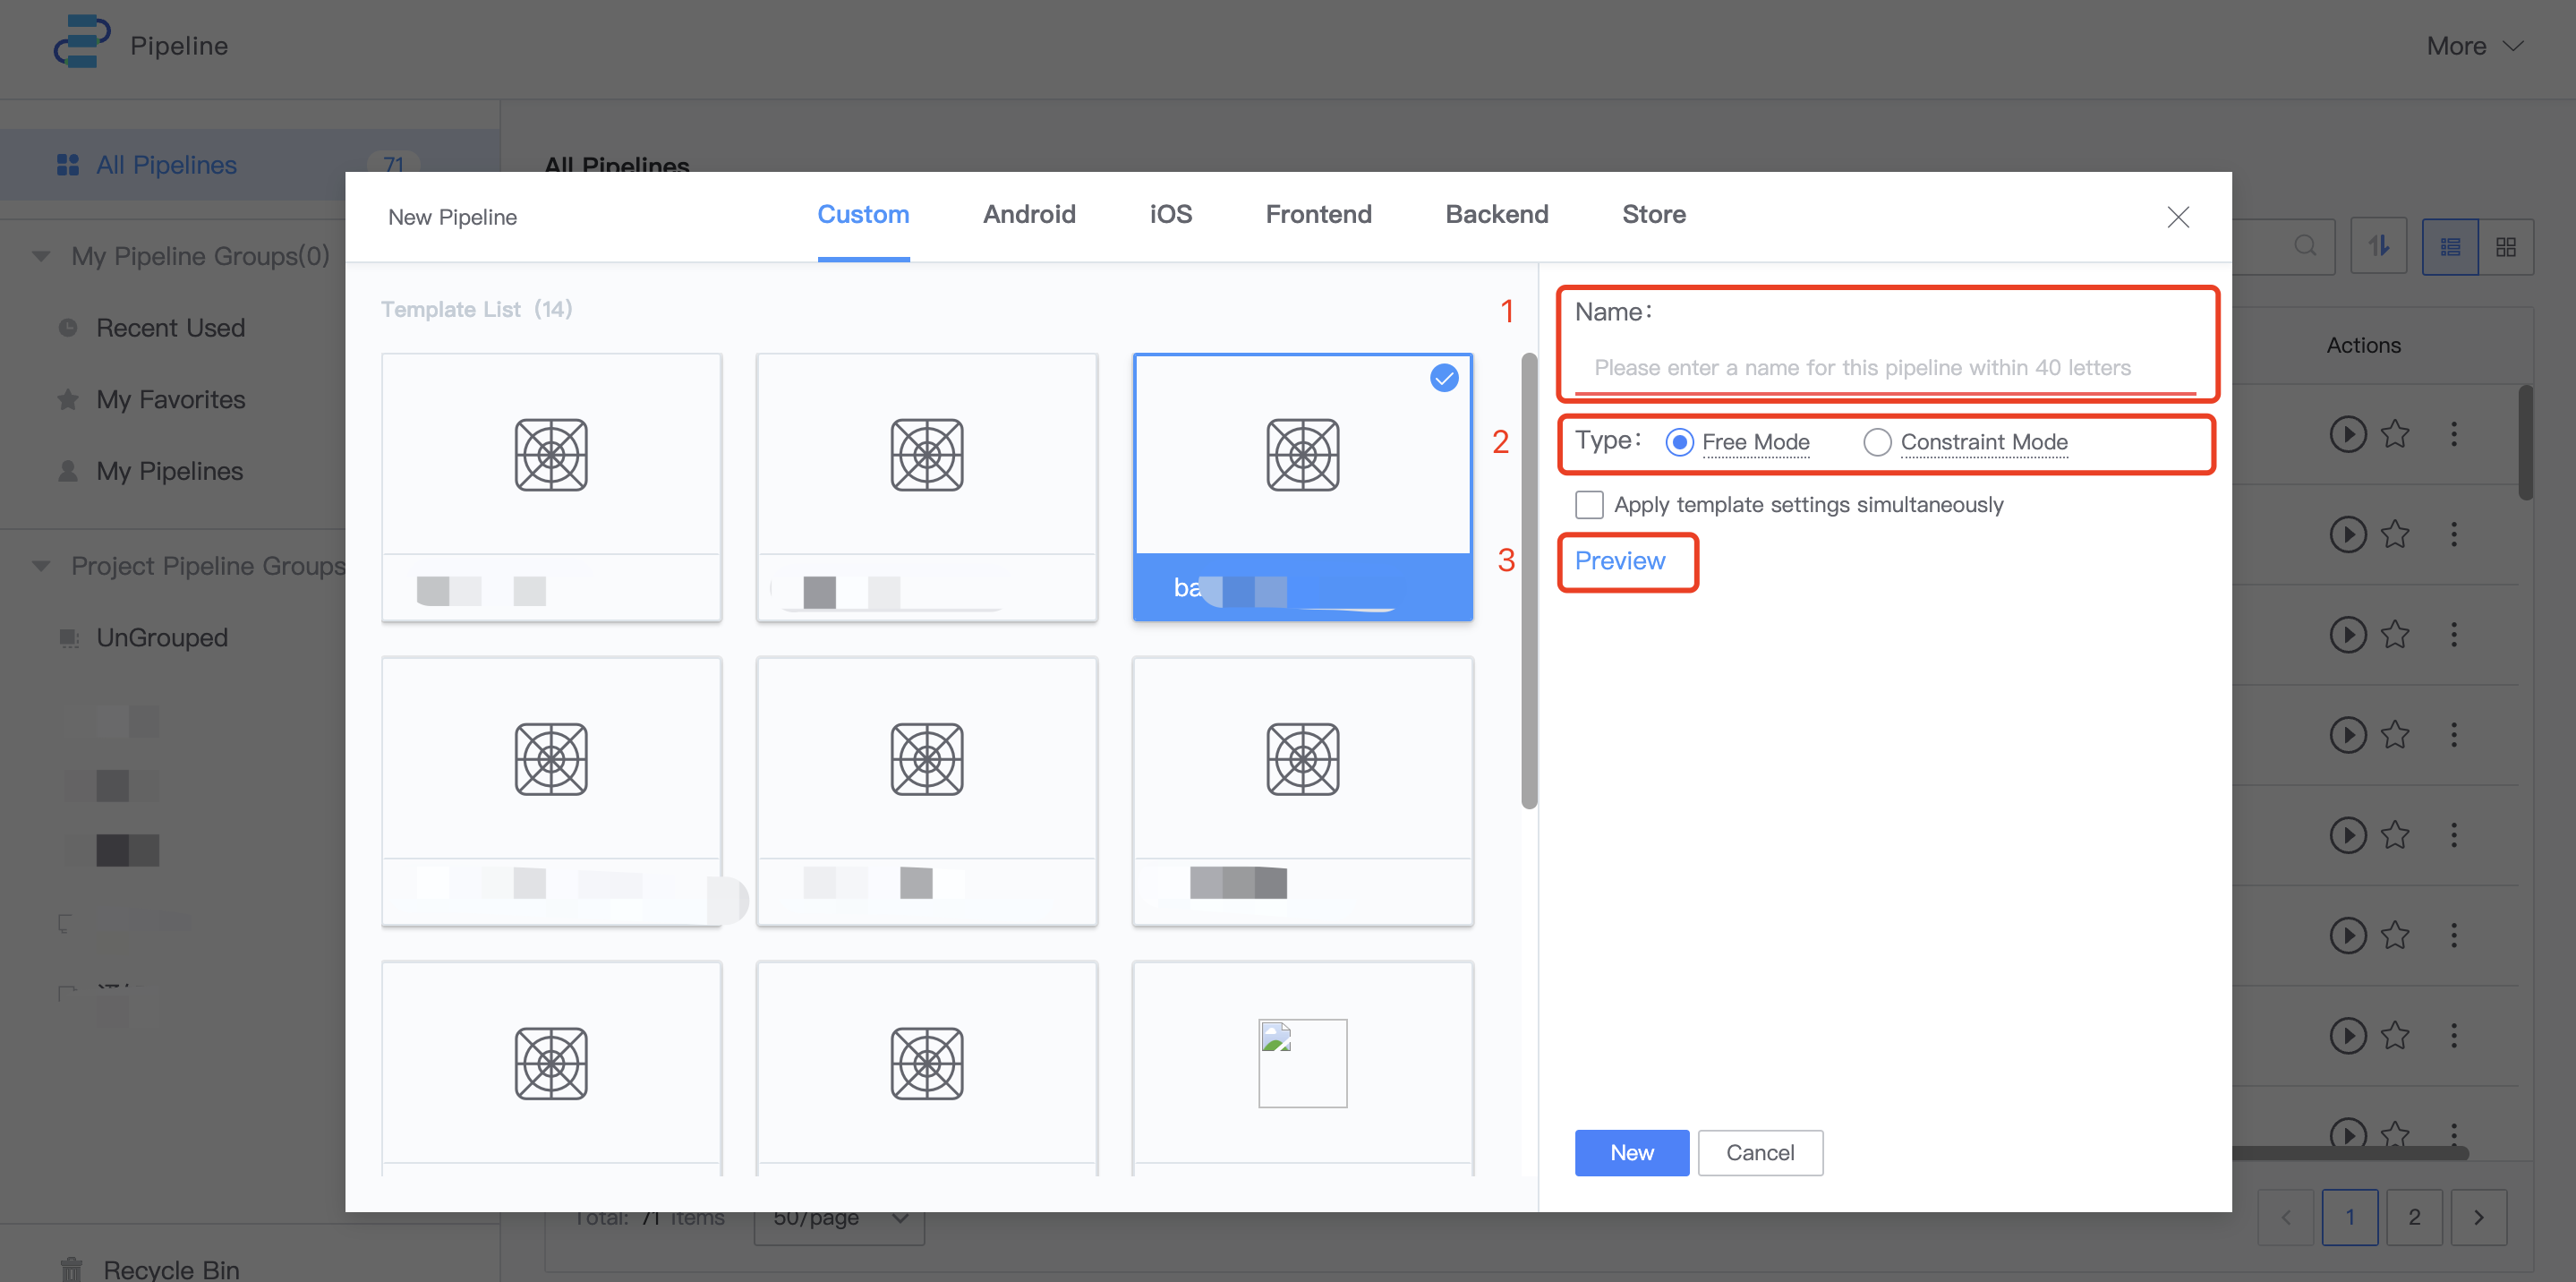 Pipeline
More
All Pipelines
71
All Pipelines
My Pipeline Groups(0)
Recent Used
My Favorites
My Pipelines
Project Pipeline Groups
UnGrouped
Recycle Bin
New Pipeline
Custom
Android
iOS
Frontend
Backend
Store
Template List (14)
ba
1
Name:
Please enter a name for this pipeline within 40 letters
2
Type:
Free Mode
Constraint Mode
Apply template settings simultaneously
3
Preview
New
Cancel
Actions
Total: 71 items
50/page
1
2